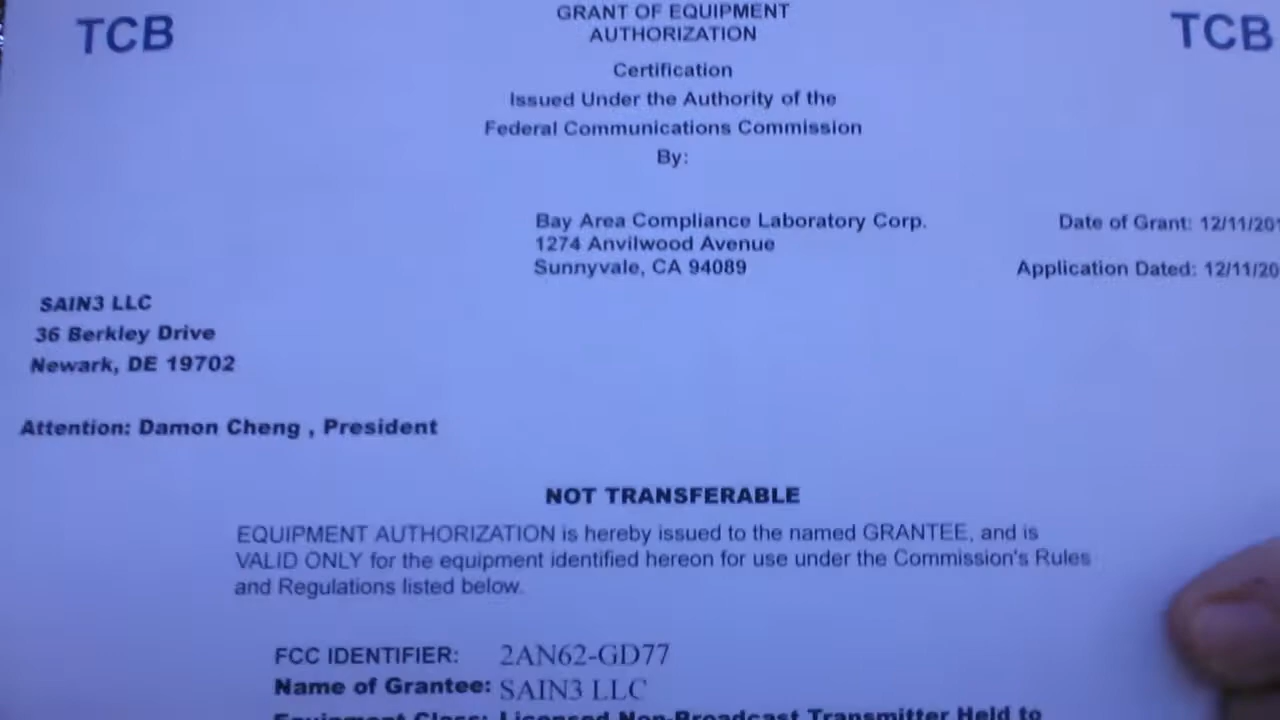 TCB
GRANT OF EQUIPMENT
AUTHORIZATION
TCB
Certification
Issued Under the Authority of the
Federal Communications Commission
By:
Bay Area Compliance Laboratory Corp.
1274 Anvilwood Avenue
Sunnyvale, CA 94089
Date of Grant: 12/11/201
Application Dated: 12/11/20
SAIN3 LLC
36 Berkley Drive
Newark, DE 19702
Attention: Damon Cheng , President
NOT TRANSFERABLE
EQUIPMENT AUTHORIZATION is hereby issued to the named GRANTEE, and is
VALID ONLY for the equipment identified hereon for use under the Commission's Rules
and Regulations listed below.
FCC IDENTIFIER: 2AN62-GD77
Name of Grantee: SAIN3 LLC
Equipment Class: Licensed Non-Broadcast Transmitter Held to